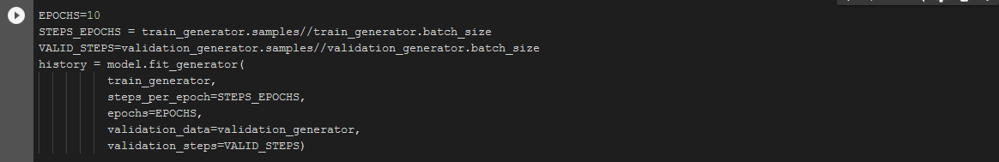 EPOCHS=10
STEPS_EPOCHS = train_generator.samples//train_generator.batch_size
VALID_STEPS=validation_generator.samples//validation_generator.batch_size
history = model.fit_generator(
train_generator,
steps_per_epoch=STEPS_EPOCHS,
epochs=EPOCHS,
validation_data=validation_generator,
validation_steps=VALID_STEPS)